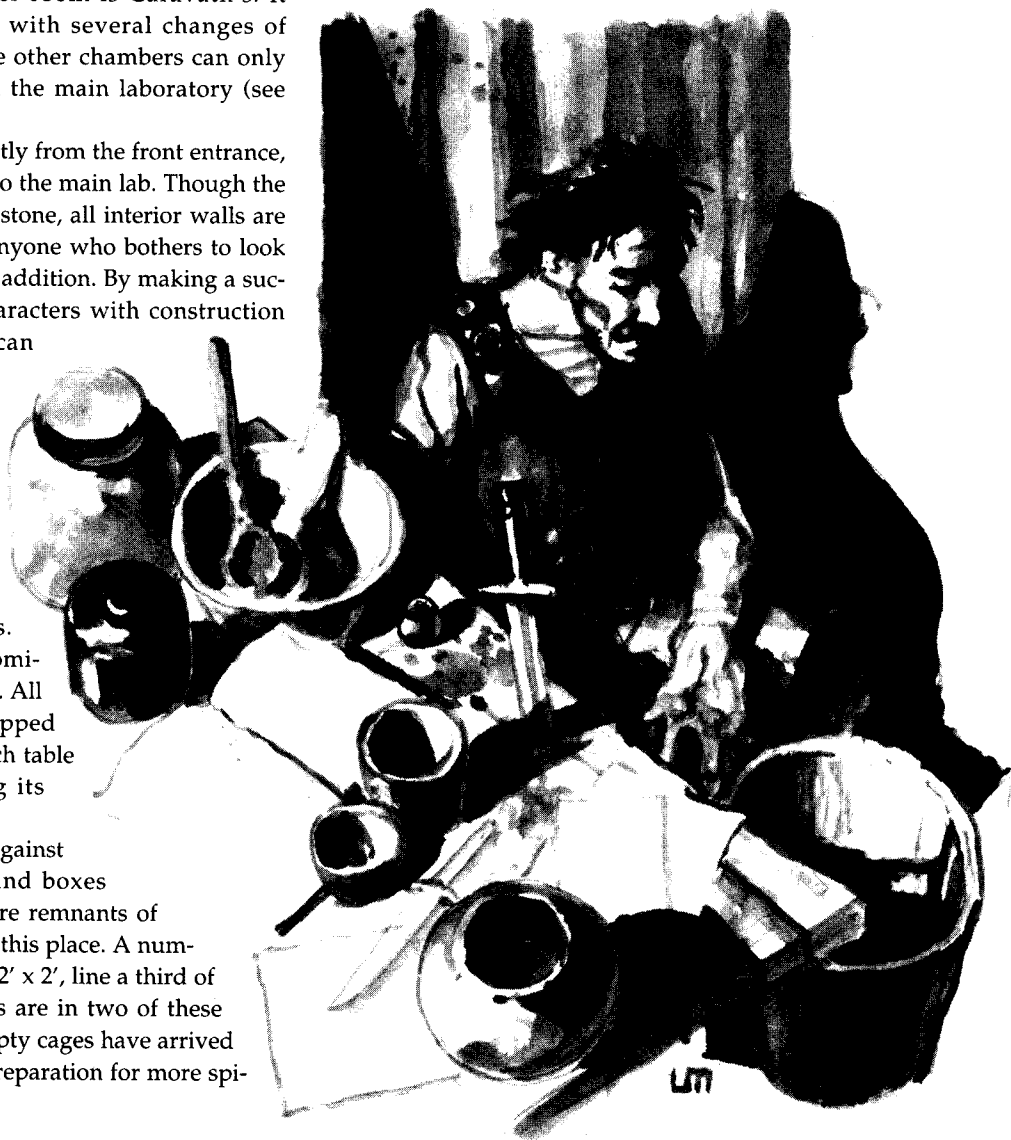 with several changes of
e other chambers can only
the main laboratory (see
tly from the front entrance,
o the main lab. Though the
stone, all interior walls are
nyone who bothers to look
addition. By making a suc-
aracters with construction
can
s.
omi-
. All
pped
ch table
g its
gainst
nd boxes
re remnants of
this place. A num-
2' x 2', line a third of
s are in two of these
pty cages have arrived
reparation for more spi-